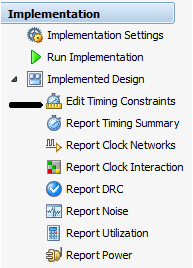 Implementation
Implementation Settings
Run Implementation
Implemented Design
Edit Timing Constraints
Report Timing Summary
Report Clock Networks
Report Clock Interaction
Report DRC
Report Noise
Report Utilization
Report Power